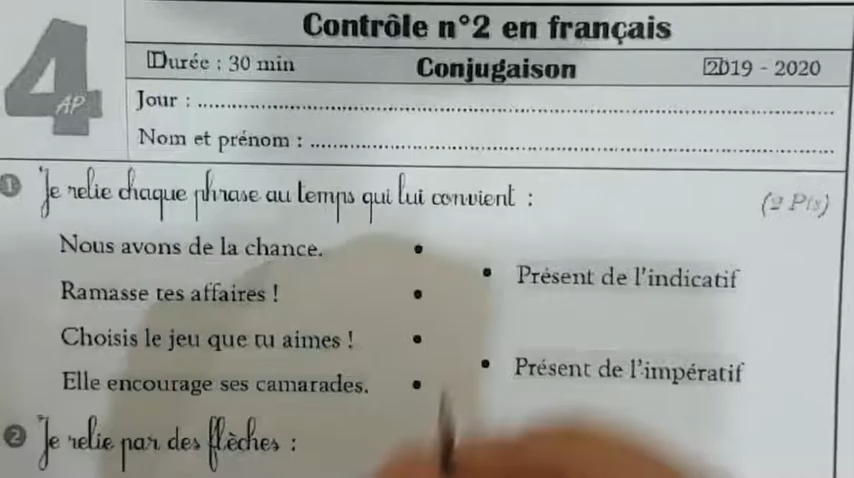 4
AP
Contrôle n°2 en français
Durée : 30 min
Conjugaison
2019 - 2020
Jour :
Nom et prénom :
1 Je relie chaque phrase au temps qui lui convient :
(2 Pts)
Nous avons de la chance.
Présent de l'indicatif
Ramasse tes affaires !
Choisis le jeu que tu aimes !
Présent de l'impératif
Elle encourage ses camarades.
2 Je relie par des flèches :